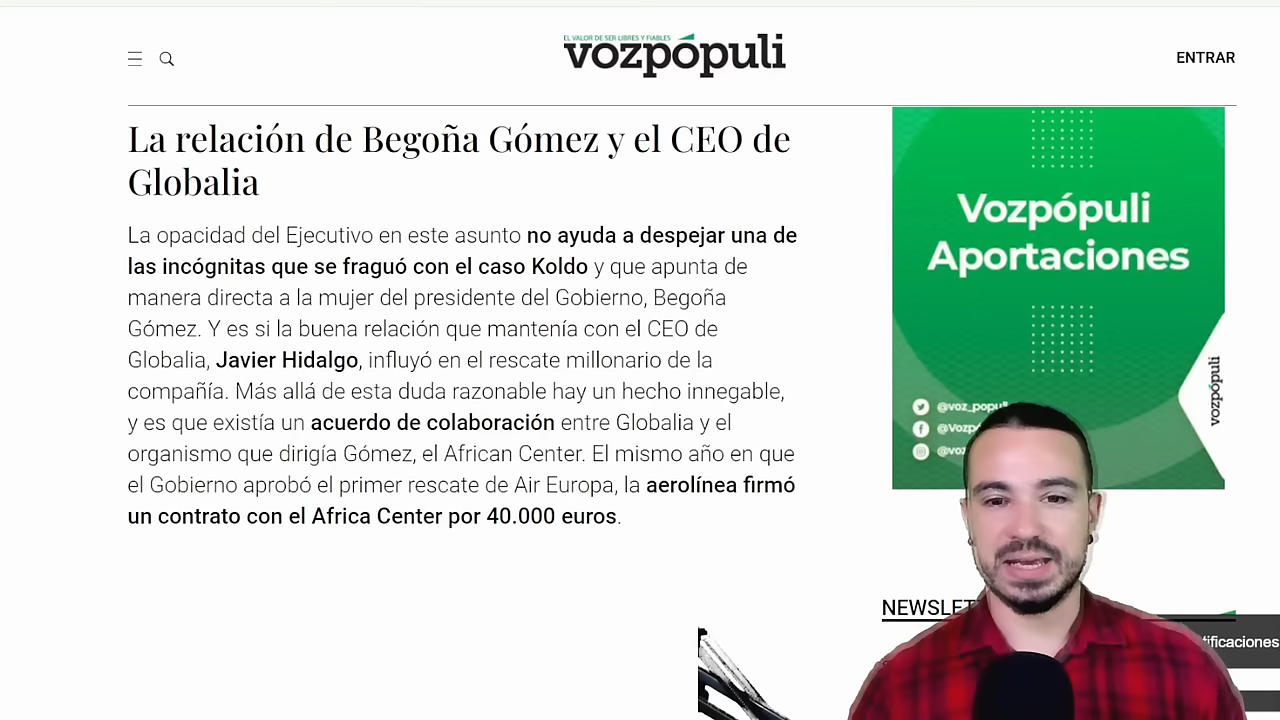 EL VALOR DE SER LIBRES Y FIABLES
vozpópuli
ENTRAR
La relación de Begoña Gómez y el CEO de
Globalia
La opacidad del Ejecutivo en este asunto no ayuda a despejar una de
las incógnitas que se fraguó con el caso Koldo y que apunta de
manera directa a la mujer del presidente del Gobierno, Begoña
Gómez. Y es si la buena relación que mantenía con el CEO de
Globalia, Javier Hidalgo, influyó en el rescate millonario de la
compañía. Más allá de esta duda razonable hay un hecho innegable,
y es que existía un acuerdo de colaboración entre Globalia y el
organismo que dirigía Gómez, el African Center. El mismo año en que
el Gobierno aprobó el primer rescate de Air Europa, la aerolínea firmó
un contrato con el Africa Center por 40.000 euros.
Vozpópuli
Aportaciones
vozpópuli
@voz_populi
@Vozp
@voz
NEWSLET
tificaciones